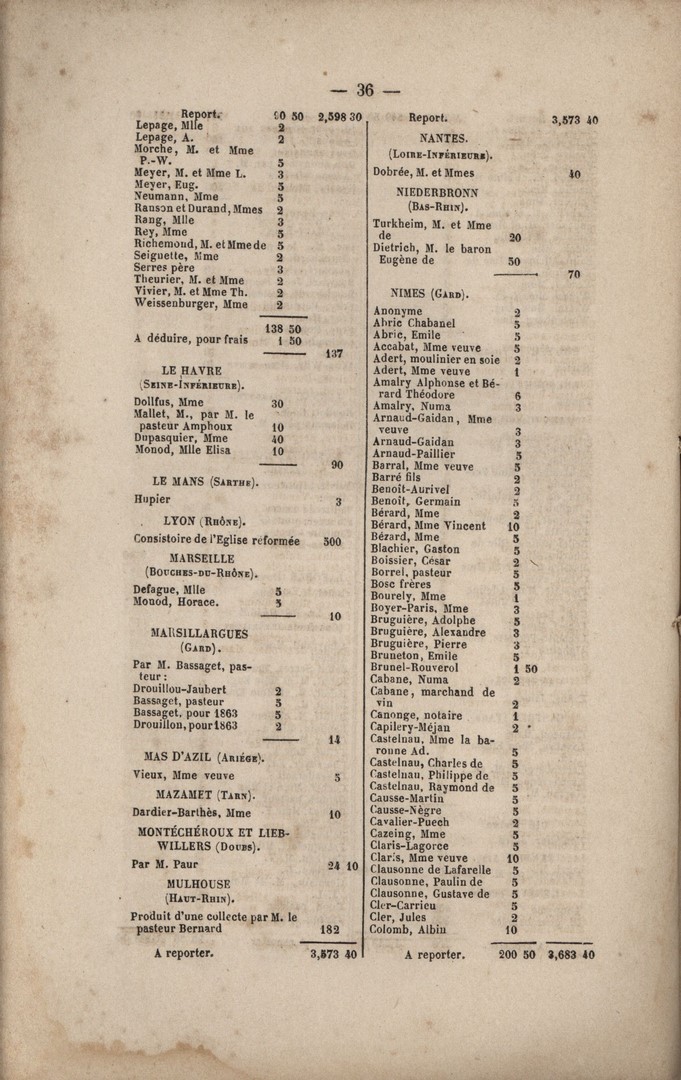 — 36 —
Report. 90 50 2,598 30
Lepage, Mlle 2
Lepage, A. 2
Morche, M. et Mme
P.-W. 5
Meyer, M. et Mme L. 3
Meyer, Eug. 5
Neumann, Mme 5
Ranson et Durand, Mmes 2
Rang, Mlle 3
Rey, Mme 5
Richemond, M. et Mme de 5
Seignette, Mme 2
Serres père 3
Theurier, M. et Mme 2
Vivier, M. et Mme Th. 2
Weissenburger, Mme 2
138 50
A déduire, pour frais 1 50
137
LE HAVRE
(SEINE-INFÉRIEURE).
Dollfus, Mme 30
Mallet, M., par M. le
pasteur Amphoux 10
Dupasquier, Mme 40
Monod, Mlle Elisa 10
90
LE MANS (SARTHE).
Hupier 3
LYON (RHÔNE).
Consistoire de l'Eglise réformée 500
MARSEILLE
(BOUCHES-DU-RHÔNE).
Defague, Mlle 5
Monod, Horace. 5
10
MARSILLARGUES
(GARD).
Par M. Bassaget, pas-
teur :
Drouillou-Jaubert 2
Bassaget, pasteur 5
Bassaget, pour 1863 5
Drouillon, pour 1863 2
14
MAS D'AZIL (ARIÉGE).
Vieux, Mme veuve 5
MAZAMET (TARN).
Dardier-Barthès, Mme 10
MONTÉCHÉROUX ET LIEB-
WILLERS (DOUBS).
Par M. Paur 24 10
MULHOUSE
(HAUT-RHIN).
Produit d'une collecte par M. le
pasteur Bernard 182
A reporter. 3,573 40
Report. 3,573 40
NANTES.
(LOIRE-INFÉRIEURE).
Dobrée, M. et Mmes 40
NIEDERBRONN
(BAS-RHIN).
Turkheim, M. et Mme
de 20
Dietrich, M. le baron
Eugène de 50
70
NIMES (GARD).
Anonyme 2
Abric Chabanel 5
Abric, Emile 5
Accabat, Mme veuve 5
Adert, moulinier en soie 2
Adert, Mme veuve 1
Amalry Alphonse et Bé-
rard Théodore 6
Amalry, Numa 3
Arnaud-Gaidan, Mme
veuve 3
Arnaud-Gaidan 3
Arnaud-Paillier 5
Barral, Mme veuve 5
Barré fils 2
Benoît-Aurivel 2
Benoît, Germain 5
Bérard, Mme 2
Bérard, Mme Vincent 10
Bézard, Mme 5
Blachier, Gaston 5
Boissier, César 2
Borrel, pasteur 5
Bosc frères 5
Bourely, Mme 1
Boyer-Paris, Mme 3
Bruguière, Adolphe 5
Bruguière, Alexandre 3
Bruguière, Pierre 3
Bruneton, Emile 5
Brunel-Rouverol 1 50
Cabane, Numa 2
Cabane, marchand de
vin 2
Canonge, notaire 1
Capilery-Méjan 2
Castelnau, Mme la ba-
ronne Ad. 5
Castelnau, Charles de 5
Castelnau, Philippe de 5
Castelnau, Raymond de 5
Causse-Martin 5
Causse-Nègre 5
Cavalier-Puech 2
Cazeing, Mme 5
Claris-Lagorce 5
Claris, Mme veuve 10
Clausonne de Lafarelle 5
Clausonne, Paulin de 5
Clausonne, Gustave de 5
Cler-Carrieu 5
Cler, Jules 2
Colomb, Albin 10
A reporter. 200 50 3,683 40